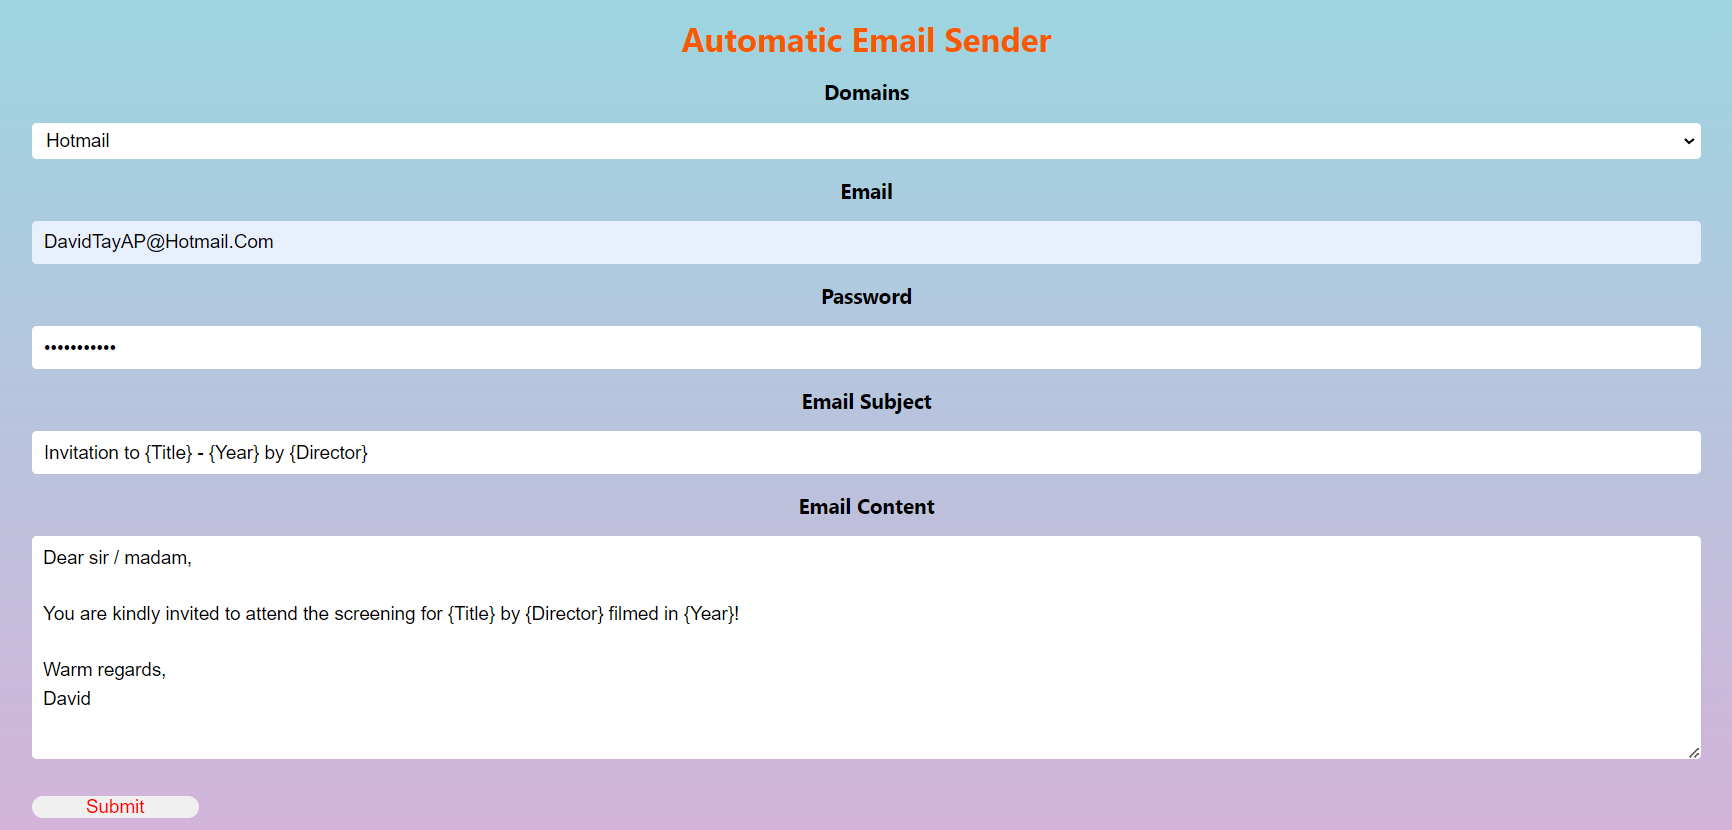 Automatic Email Sender
Domains
Hotmail
Email
DavidTayAP@Hotmail.Com
Password
•••••••••••
Email Subject
Invitation to {Title} - {Year} by {Director}
Email Content
Dear sir / madam,
You are kindly invited to attend the screening for {Title} by {Director} filmed in {Year}!
Warm regards,
David
Submit